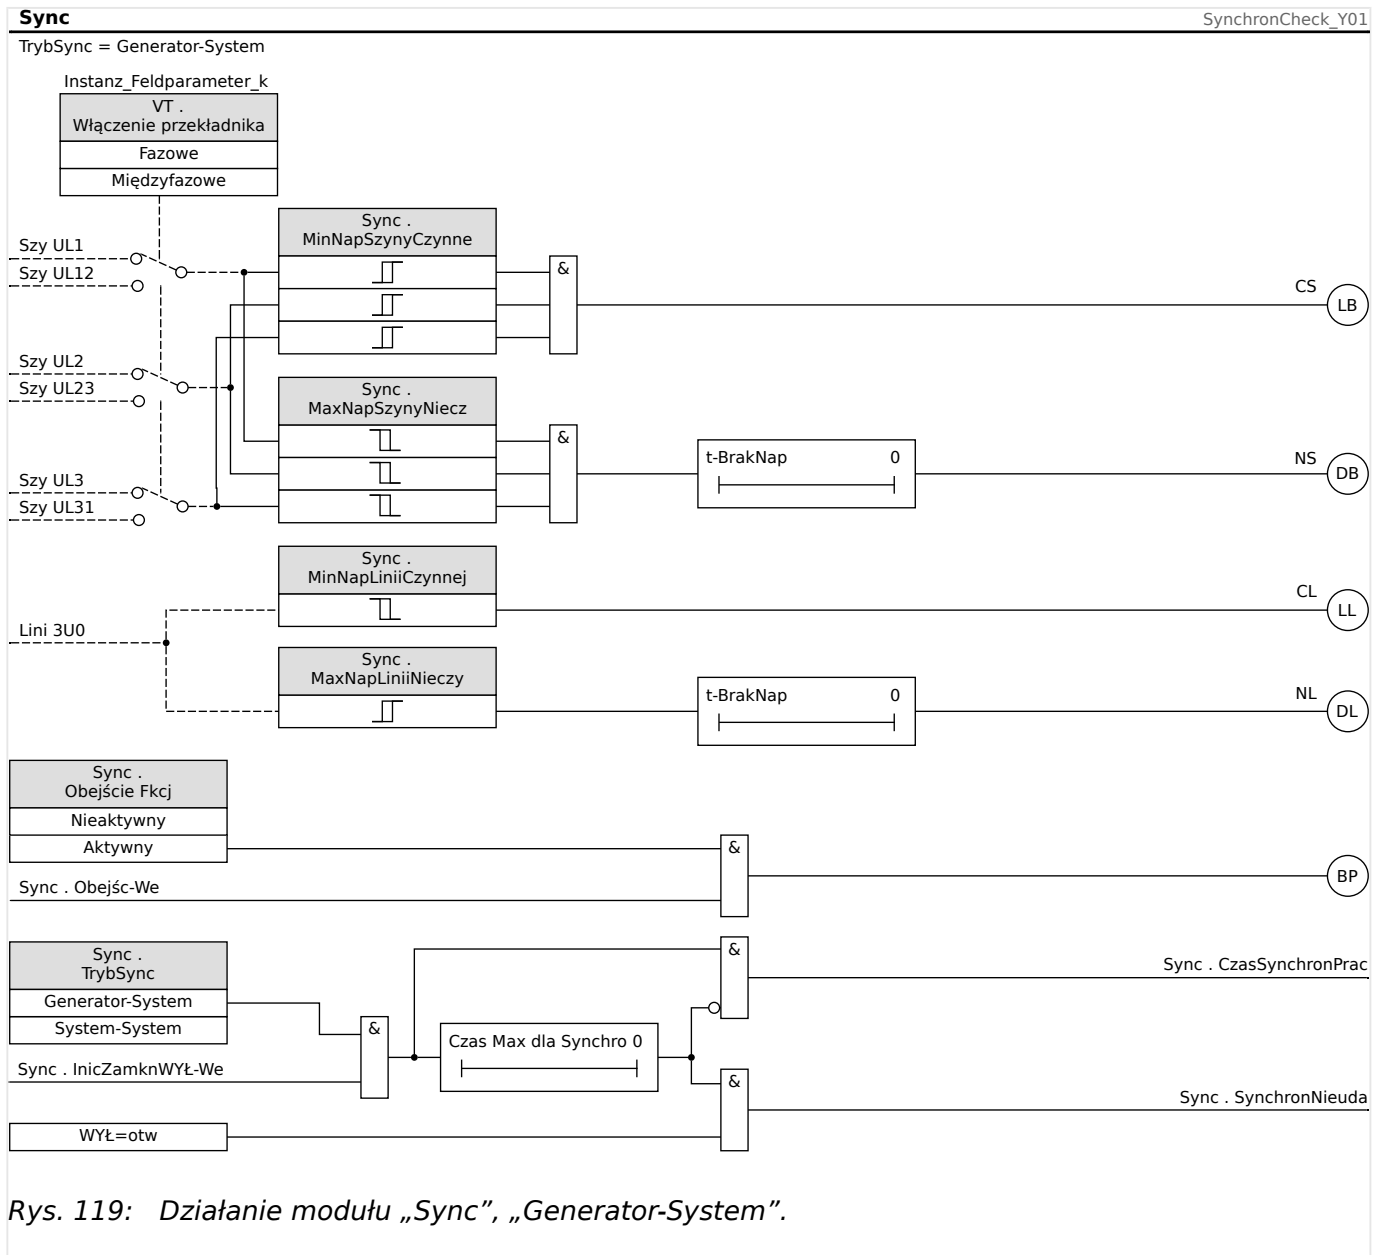 Sync
SynchronCheck_Y01
TrybSync = Generator-System
Instanz_Feldparameter_k
VT .
Włączenie przekładnika
Fazowe
Międzyfazowe
Sync .
MinNapSzynyCzynne
Szy UL1
Szy UL12
&
CS
LB
Szy UL2
Szy UL23
Sync .
MaxNapSzynyNiecz
&
t-BrakNap 0
NS
DB
Szy UL3
Szy UL31
Sync .
MinNapLiniiCzynnej
CL
LL
Lini 3U0
Sync .
MaxNapLiniiNieczy
t-BrakNap 0
NL
DL
Sync .
Obejście Fkcj
Nieaktywny
Aktywny
&
Sync . Obejśc-We
BP
Sync .
TrybSync
Generator-System
System-System
&
Sync . CzasSynchronPrac
&
Czas Max dla Synchro 0
Sync . InicZamknWYŁ-We
&
Sync . SynchronNieuda
WYŁ=otw
Rys. 119: Działanie modułu „Sync”, „Generator-System”.